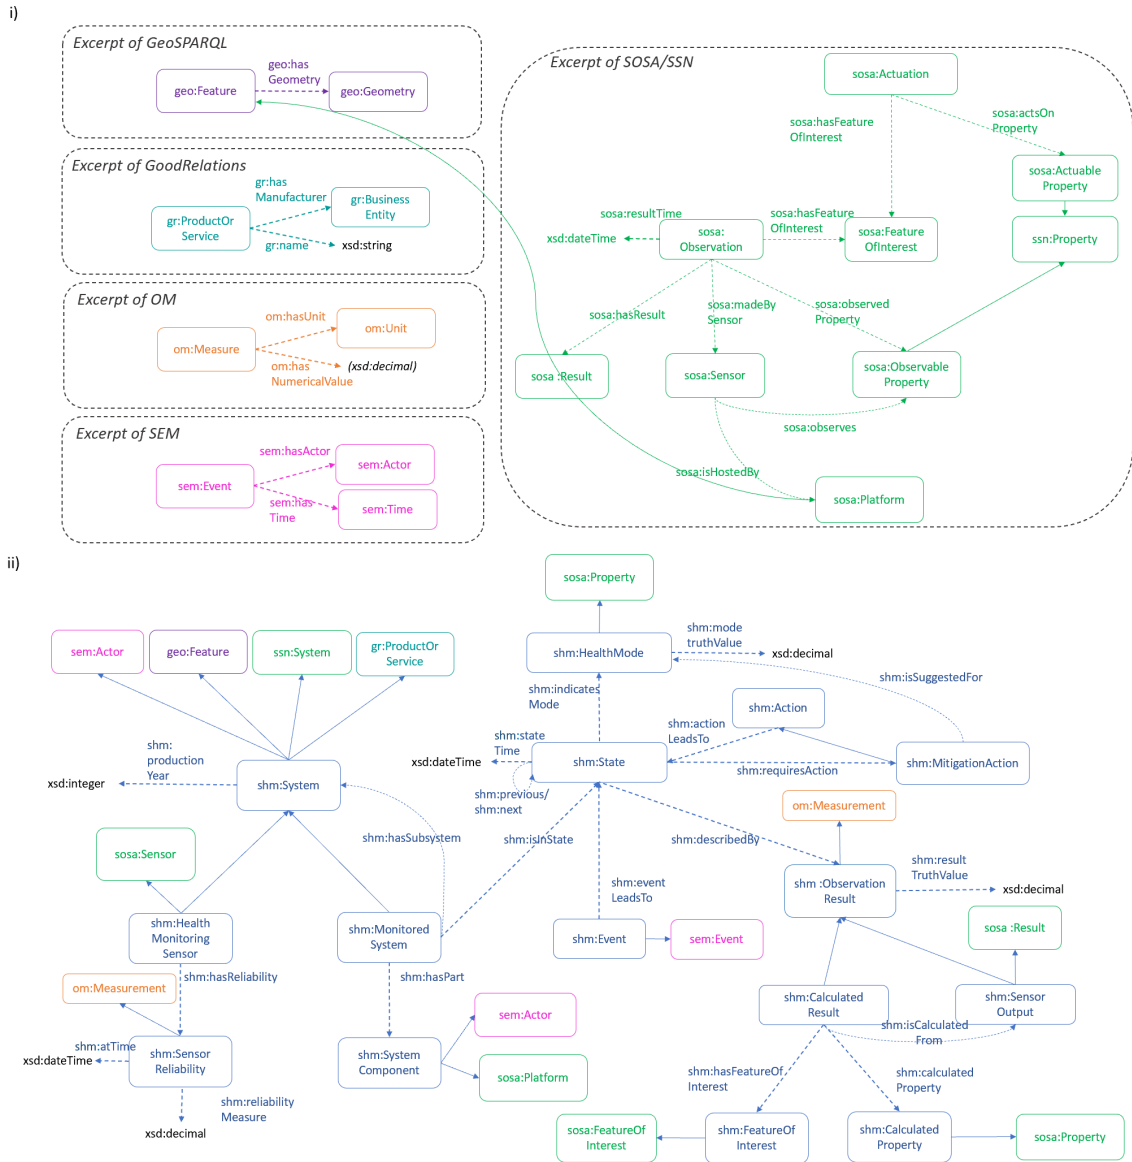 i)
Excerpt of GeoSPARQL
geo:has
Geometry
geo:Feature
geo:Geometry
Excerpt of GoodRelations
gr:has
Manufacturer
gr:Business
Entity
gr:ProductOr
Service
gr:name
xsd:string
Excerpt of OM
om:hasUnit
om:Unit
om:Measure
om:has
NumericalValue
(xsd:decimal)
Excerpt of SEM
sem:hasActor
sem:Actor
sem:Event
sem:has
Time
sem:Time
Excerpt of SOSA/SSN
sosa:Actuation
sosa:hasFeature
OfInterest
sosa:actsOn
Property
sosa:Actuable
Property
sosa:resultTime
xsd:dateTime
sosa:
Observation
sosa:hasFeature
OfInterest
sosa:Feature
OfInterest
ssn:Property
sosa:hasResult
sosa:madeBy
Sensor
sosa:observed
Property
sosa :Result
sosa:Sensor
sosa:Observable
Property
sosa:observes
sosa:isHostedBy
sosa:Platform
ii)
sosa:Property
sem:Actor
geo:Feature
ssn:System
gr:ProductOr
Service
shm:HealthMode
shm:mode
truthValue
xsd:decimal
shm:isSuggestedFor
shm:indicates
Mode
shm:
production
Year
xsd:integer
shm:System
shm:state
Time
xsd:dateTime
shm:State
shm:previous/
shm:next
shm:action
LeadsTo
shm:Action
shm:requiresAction
shm:MitigationAction
shm:hasSubsystem
shm:isInState
shm:describedBy
om:Measurement
sosa:Sensor
shm:event
LeadsTo
shm :Observation
Result
shm:result
TruthValue
xsd:decimal
shm:Health
Monitoring
Sensor
shm:Monitored
System
shm:Event
sem:Event
sosa :Result
shm:hasReliability
shm:hasPart
om:Measurement
shm:Calculated
Result
shm:Sensor
Output
shm:isCalculated
From
shm:atTime
xsd:dateTime
shm:Sensor
Reliability
shm:System
Component
sem:Actor
sosa:Platform
shm:reliability
Measure
xsd:decimal
shm:hasFeatureOf
Interest
shm:calculated
Property
sosa:FeatureOf
Interest
shm:FeatureOf
Interest
shm:Calculated
Property
sosa:Property